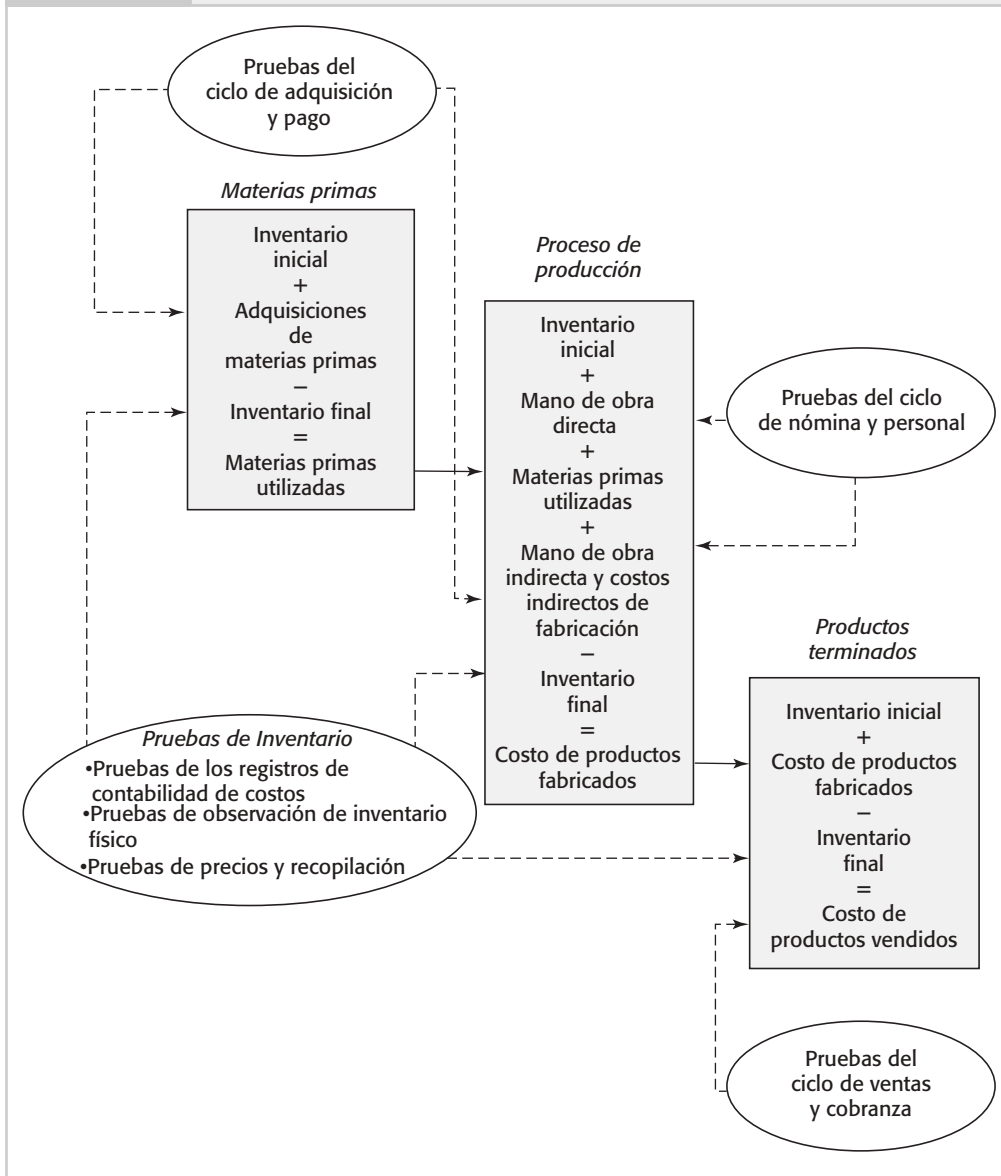 Pruebas del
ciclo de adquisición
y pago
Materias primas
Inventario
inicial
+
Adquisiciones
de
materias primas
–
Inventario final
=
Materias primas
utilizadas
Proceso de
producción
Inventario
inicial
+
Mano de obra
directa
+
Materias primas
utilizadas
+
Mano de obra
indirecta y costos
indirectos de
fabricación
–
Inventario
final
=
Costo de productos
fabricados
Pruebas del ciclo
de nómina y personal
Pruebas de Inventario
•Pruebas de los registros de
contabilidad de costos
•Pruebas de observación de inventario
físico
•Pruebas de precios y recopilación
Productos
terminados
Inventario inicial
+
Costo de productos
fabricados
–
Inventario
final
=
Costo de
productos vendidos
Pruebas del
ciclo de ventas
y cobranza